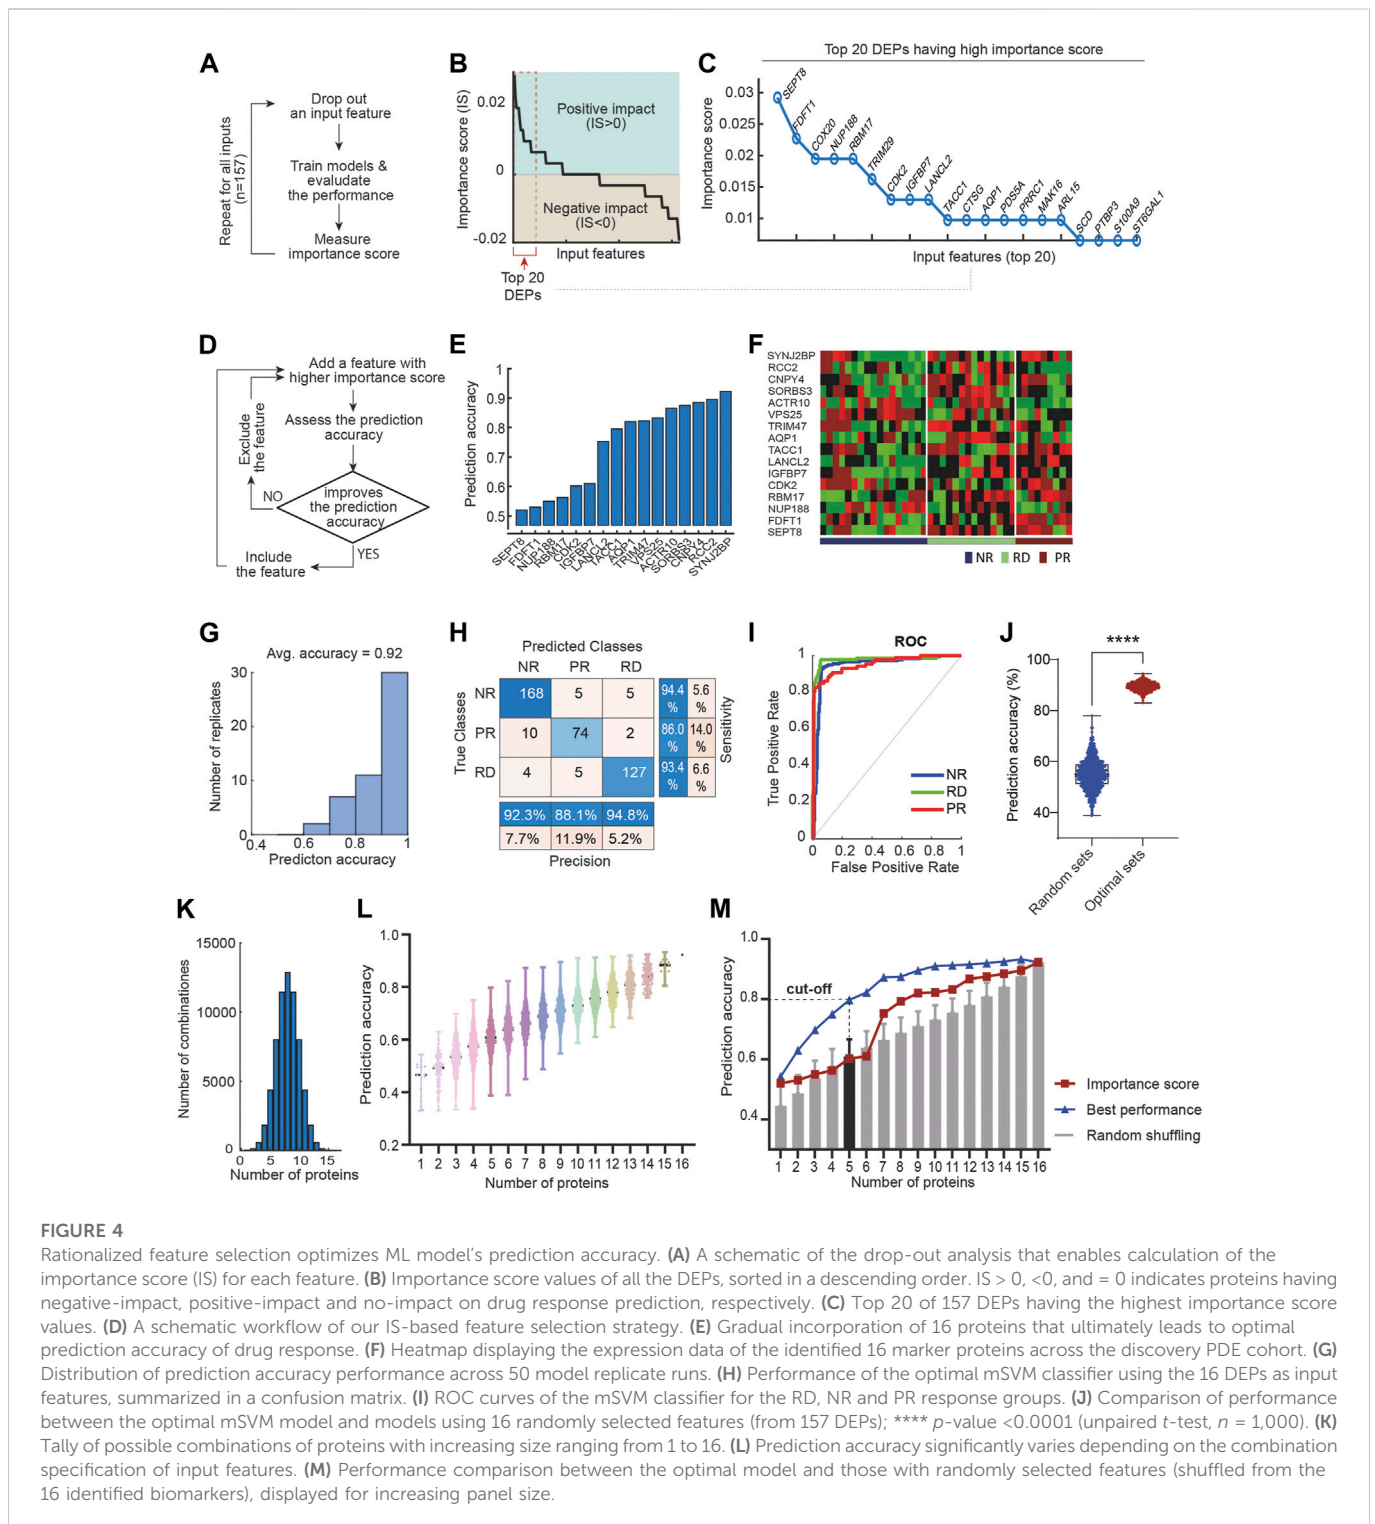 A
Drop out
an input feature
Train models &
evaluate
the performance
Measure
importance score
Repeat for all inputs
(n=157)
B
Importance score (IS)
0.02
0
-0.02
Positive impact
(IS>0)
Negative impact
(IS<0)
Input features
Top 20
DEPs
C
Top 20 DEPs having high importance score
Importance score
0.03
0.025
0.02
0.015
0.01
SEPT8
FDFT1
COX20
NUP188
RBM17
TRIM29
CDK2
IGFBP7
LANCL2
TACC1
CTSG
AQP1
PDS5A
PRRC1
MAK16
ARL15
SCD
PTBP3
S100A9
ST6GAL1
Input features (top 20)
D
Add a feature with
higher importance score
Assess the prediction
accuracy
improves
the prediction
accuracy
NO
YES
Exclude
the feature
Include
the feature
E
Prediction accuracy
1
0.9
0.8
0.7
0.6
0.5
SEPT8
FDFT1
NUP188
RBM17
CDK2
IGFBP7
LANCL2
TACC1
AQP1
TRIM47
VPS25
ACTR10
SORBS3
CNPY4
RCC2
SYNJ2BP
F
SYNJ2BP
RCC2
CNPY4
SORBS3
ACTR10
VPS25
TRIM47
AQP1
TACC1
LANCL2
IGFBP7
CDK2
RBM17
NUP188
FDFT1
SEPT8
NR RD PR
G
Avg. accuracy = 0.92
Number of replicates
30
20
10
0
0.4 0.6 0.8 1
Predicton accuracy
H
Predicted Classes
NR PR RD
True Classes
NR 168 5 5 94.4 % 5.6 %
PR 10 74 2 86.0 % 14.0 %
RD 4 5 127 93.4 % 6.6 %
Sensitivity
92.3% 88.1% 94.8%
7.7% 11.9% 5.2%
Precision
I
ROC
True Positive Rate
1
0.8
0.6
0.4
0.2
0
NR
RD
PR
0 0.2 0.4 0.6 0.8 1
False Positive Rate
J
****
Prediction accuracy (%)
100
80
60
40
Random sets
Optimal sets
K
Number of combinationes
15000
10000
5000
0
0 5 10 15
Number of proteins
L
Prediction accuracy
1.0
0.8
0.6
0.4
0.2
1 2 3 4 5 6 7 8 9 10 11 12 13 14 15 16
Number of proteins
M
Prediction accuracy
1.0
0.8
0.6
0.4
cut-off
1 2 3 4 5 6 7 8 9 10 11 12 13 14 15 16
Number of proteins
Importance score
Best performance
Random shuffling
FIGURE 4
Rationalized feature selection optimizes ML model's prediction accuracy. (A) A schematic of the drop-out analysis that enables calculation of the
importance score (IS) for each feature. (B) Importance score values of all the DEPs, sorted in a descending order. IS > 0, <0, and = 0 indicates proteins having
negative-impact, positive-impact and no-impact on drug response prediction, respectively. (C) Top 20 of 157 DEPs having the highest importance score
values. (D) A schematic workflow of our IS-based feature selection strategy. (E) Gradual incorporation of 16 proteins that ultimately leads to optimal
prediction accuracy of drug response. (F) Heatmap displaying the expression data of the identified 16 marker proteins across the discovery PDE cohort. (G)
Distribution of prediction accuracy performance across 50 model replicate runs. (H) Performance of the optimal mSVM classifier using the 16 DEPs as input
features, summarized in a confusion matrix. (I) ROC curves of the mSVM classifier for the RD, NR and PR response groups. (J) Comparison of performance
between the optimal mSVM model and models using 16 randomly selected features (from 157 DEPs); **** p-value <0.0001 (unpaired t-test, n = 1,000). (K)
Tally of possible combinations of proteins with increasing size ranging from 1 to 16. (L) Prediction accuracy significantly varies depending on the combination
specification of input features. (M) Performance comparison between the optimal model and those with randomly selected features (shuffled from the
16 identified biomarkers), displayed for increasing panel size.